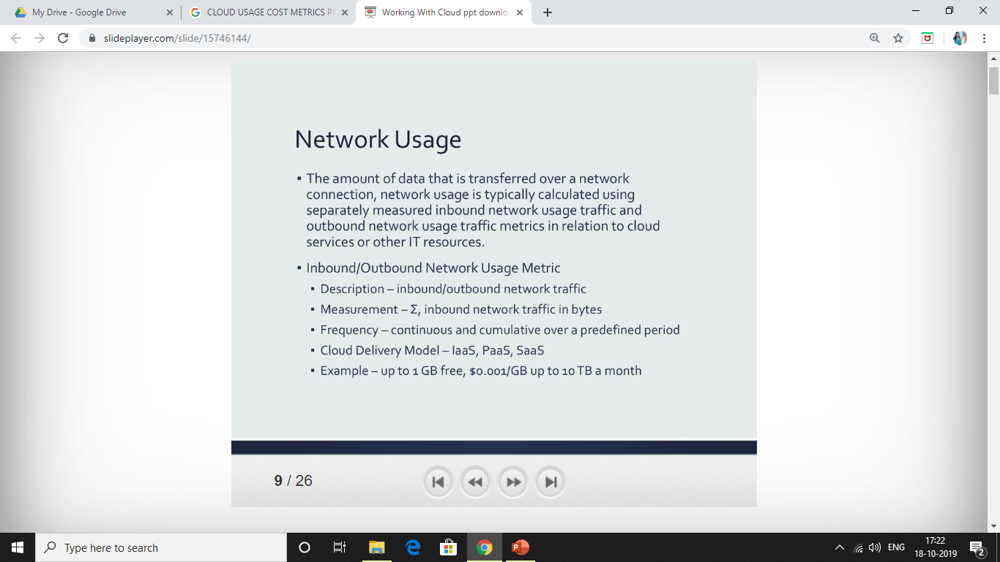 My Drive - Google Drive
CLOUD USAGE COST METRICS P
Working With Cloud ppt downlo
slideplayer.com/slide/15746144/
Network Usage
▪ The amount of data that is transferred over a network
connection, network usage is typically calculated using
separately measured inbound network usage traffic and
outbound network usage traffic metrics in relation to cloud
services or other IT resources.
▪ Inbound/Outbound Network Usage Metric
▪ Description – inbound/outbound network traffic
▪ Measurement – Σ, inbound network traffic in bytes
▪ Frequency – continuous and cumulative over a predefined period
▪ Cloud Delivery Model – IaaS, PaaS, SaaS
▪ Example – up to 1 GB free, $0.001/GB up to 10 TB a month
9 / 26
Type here to search
ENG
17:22
18-10-2019
2